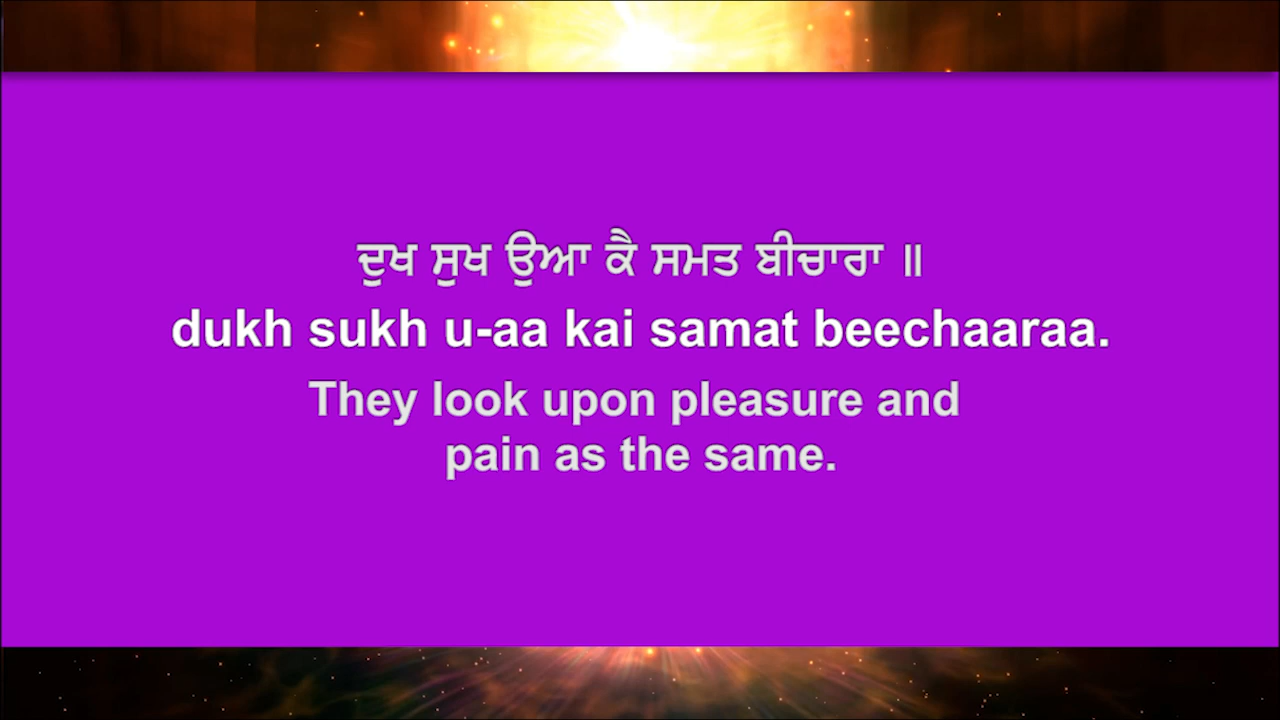 ਦੁਖ ਸੁਖ ਉਆ ਕੈ ਸਮਤ ਬੀਚਾਰਾ ॥
dukh sukh u-aa kai samat beechaaraa.
They look upon pleasure and
pain as the same.